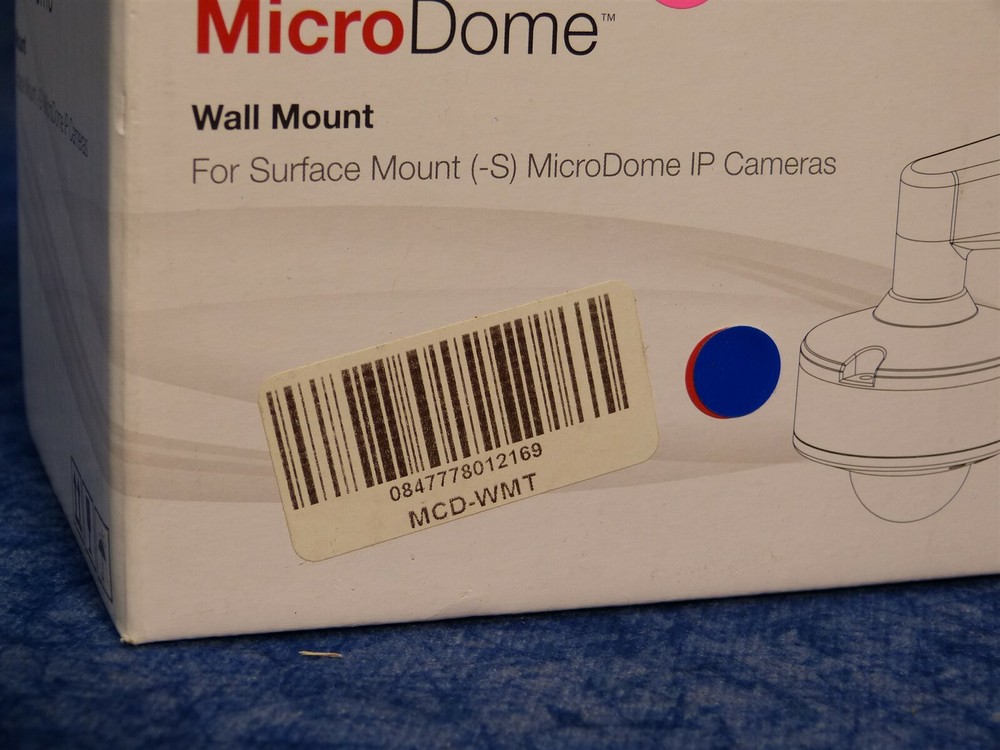 MicroDome™
Wall Mount
For Surface Mount (-S) MicroDome IP Cameras
0847778012169
MCD-WMT